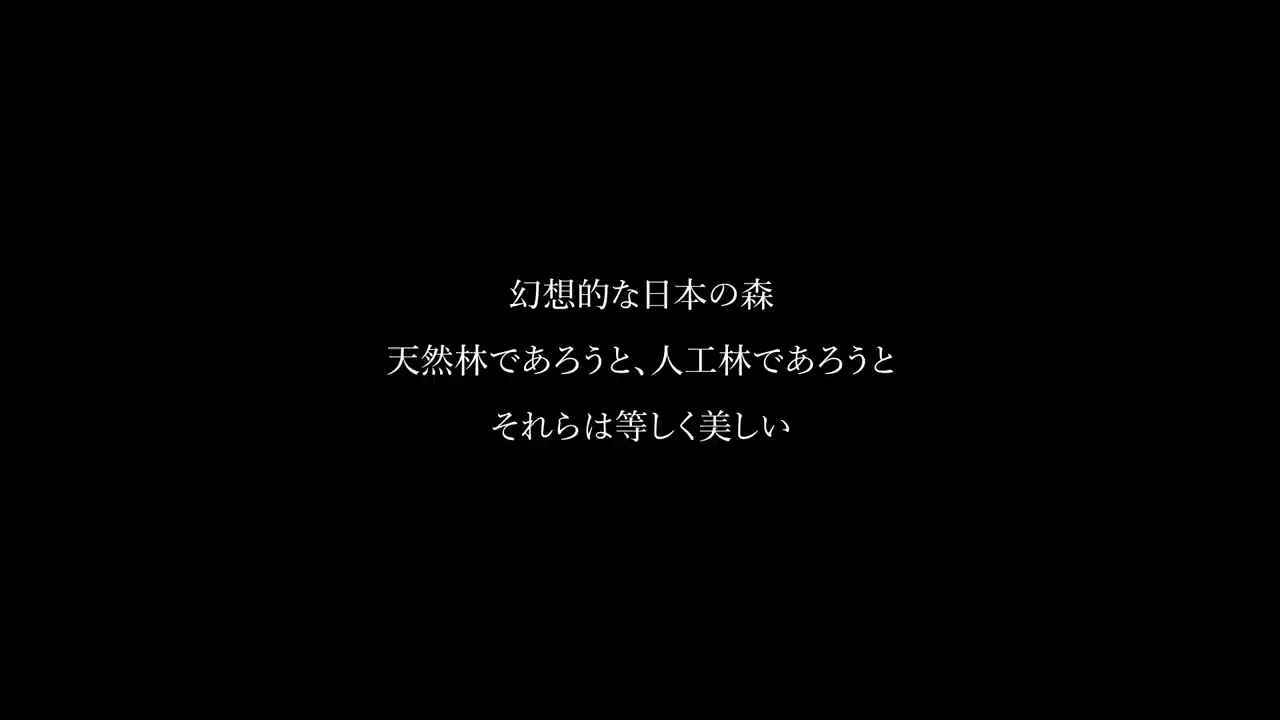 幻想的な日本の森
天然林であろうと、人工林であろうと
それらは等しく美しい